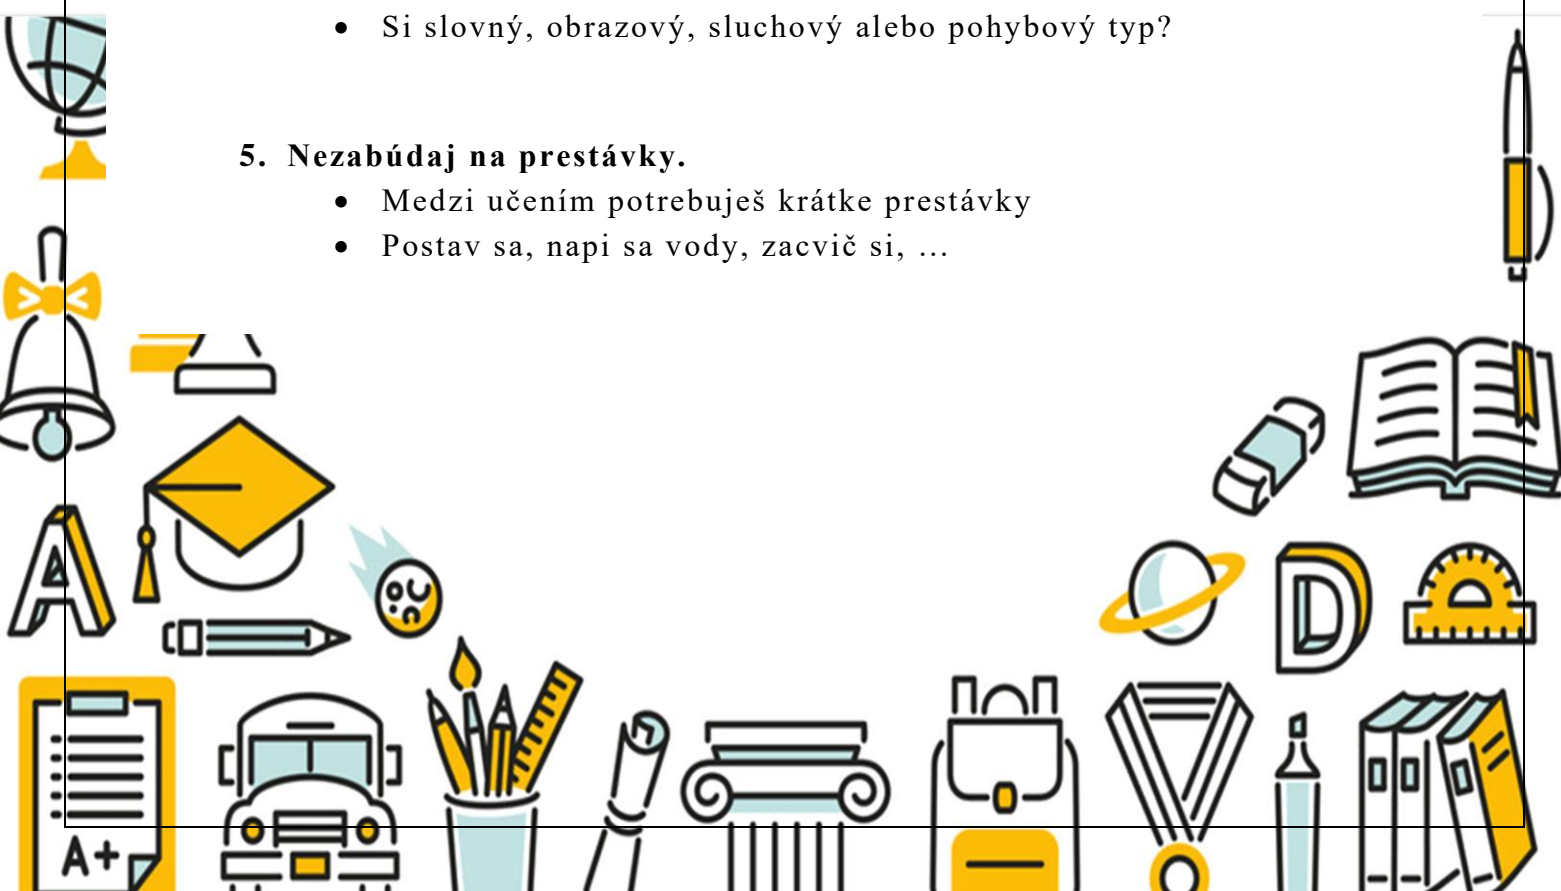 • Si slovný, obrazový, sluchový alebo pohybový typ?
5. Nezabúdaj na prestávky.
• Medzi učením potrebuješ krátke prestávky
• Postav sa, napi sa vody, zacvič si, …
A
D
A+